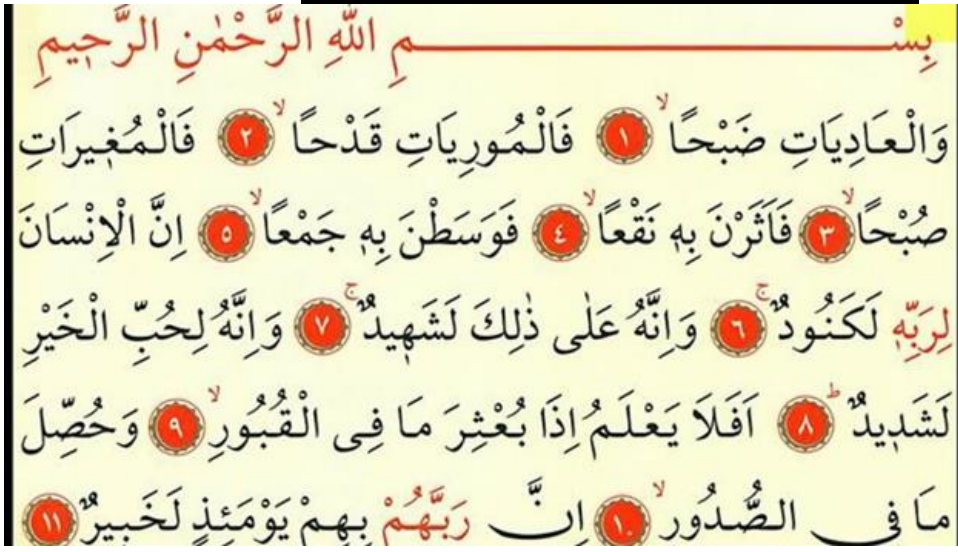 بِسْمِ اللّٰهِ الرَّحْمٰنِ الرَّحٖيمِ
وَالْعَادِيَاتِ ضَبْحًاۙ ١ فَالْمُورِيَاتِ قَدْحًاۙ ٢ فَالْمُغٖيرَاتِ
صُبْحًاۙ ٣ فَاَثَرْنَ بِهٖ نَقْعًاۙ ٤ فَوَسَطْنَ بِهٖ جَمْعًاۙ ٥ اِنَّ الْاِنْسَانَ
لِرَبِّهٖ لَكَنُودٌۚ ٦ وَاِنَّهُ عَلٰى ذٰلِكَ لَشَهٖيدٌۚ ٧ وَاِنَّهُ لِحُبِّ الْخَيْرِ
لَشَدٖيدٌؕ ٨ اَفَلَا يَعْلَمُ اِذَا بُعْثِرَ مَا فِى الْقُبُورِۙ ٩ وَحُصِّلَ
مَا فِى الصُّدُورِۙ ١٠ اِنَّ رَبَّهُمْ بِهِمْ يَوْمَئِذٍ لَخَبٖيرٌ ١١